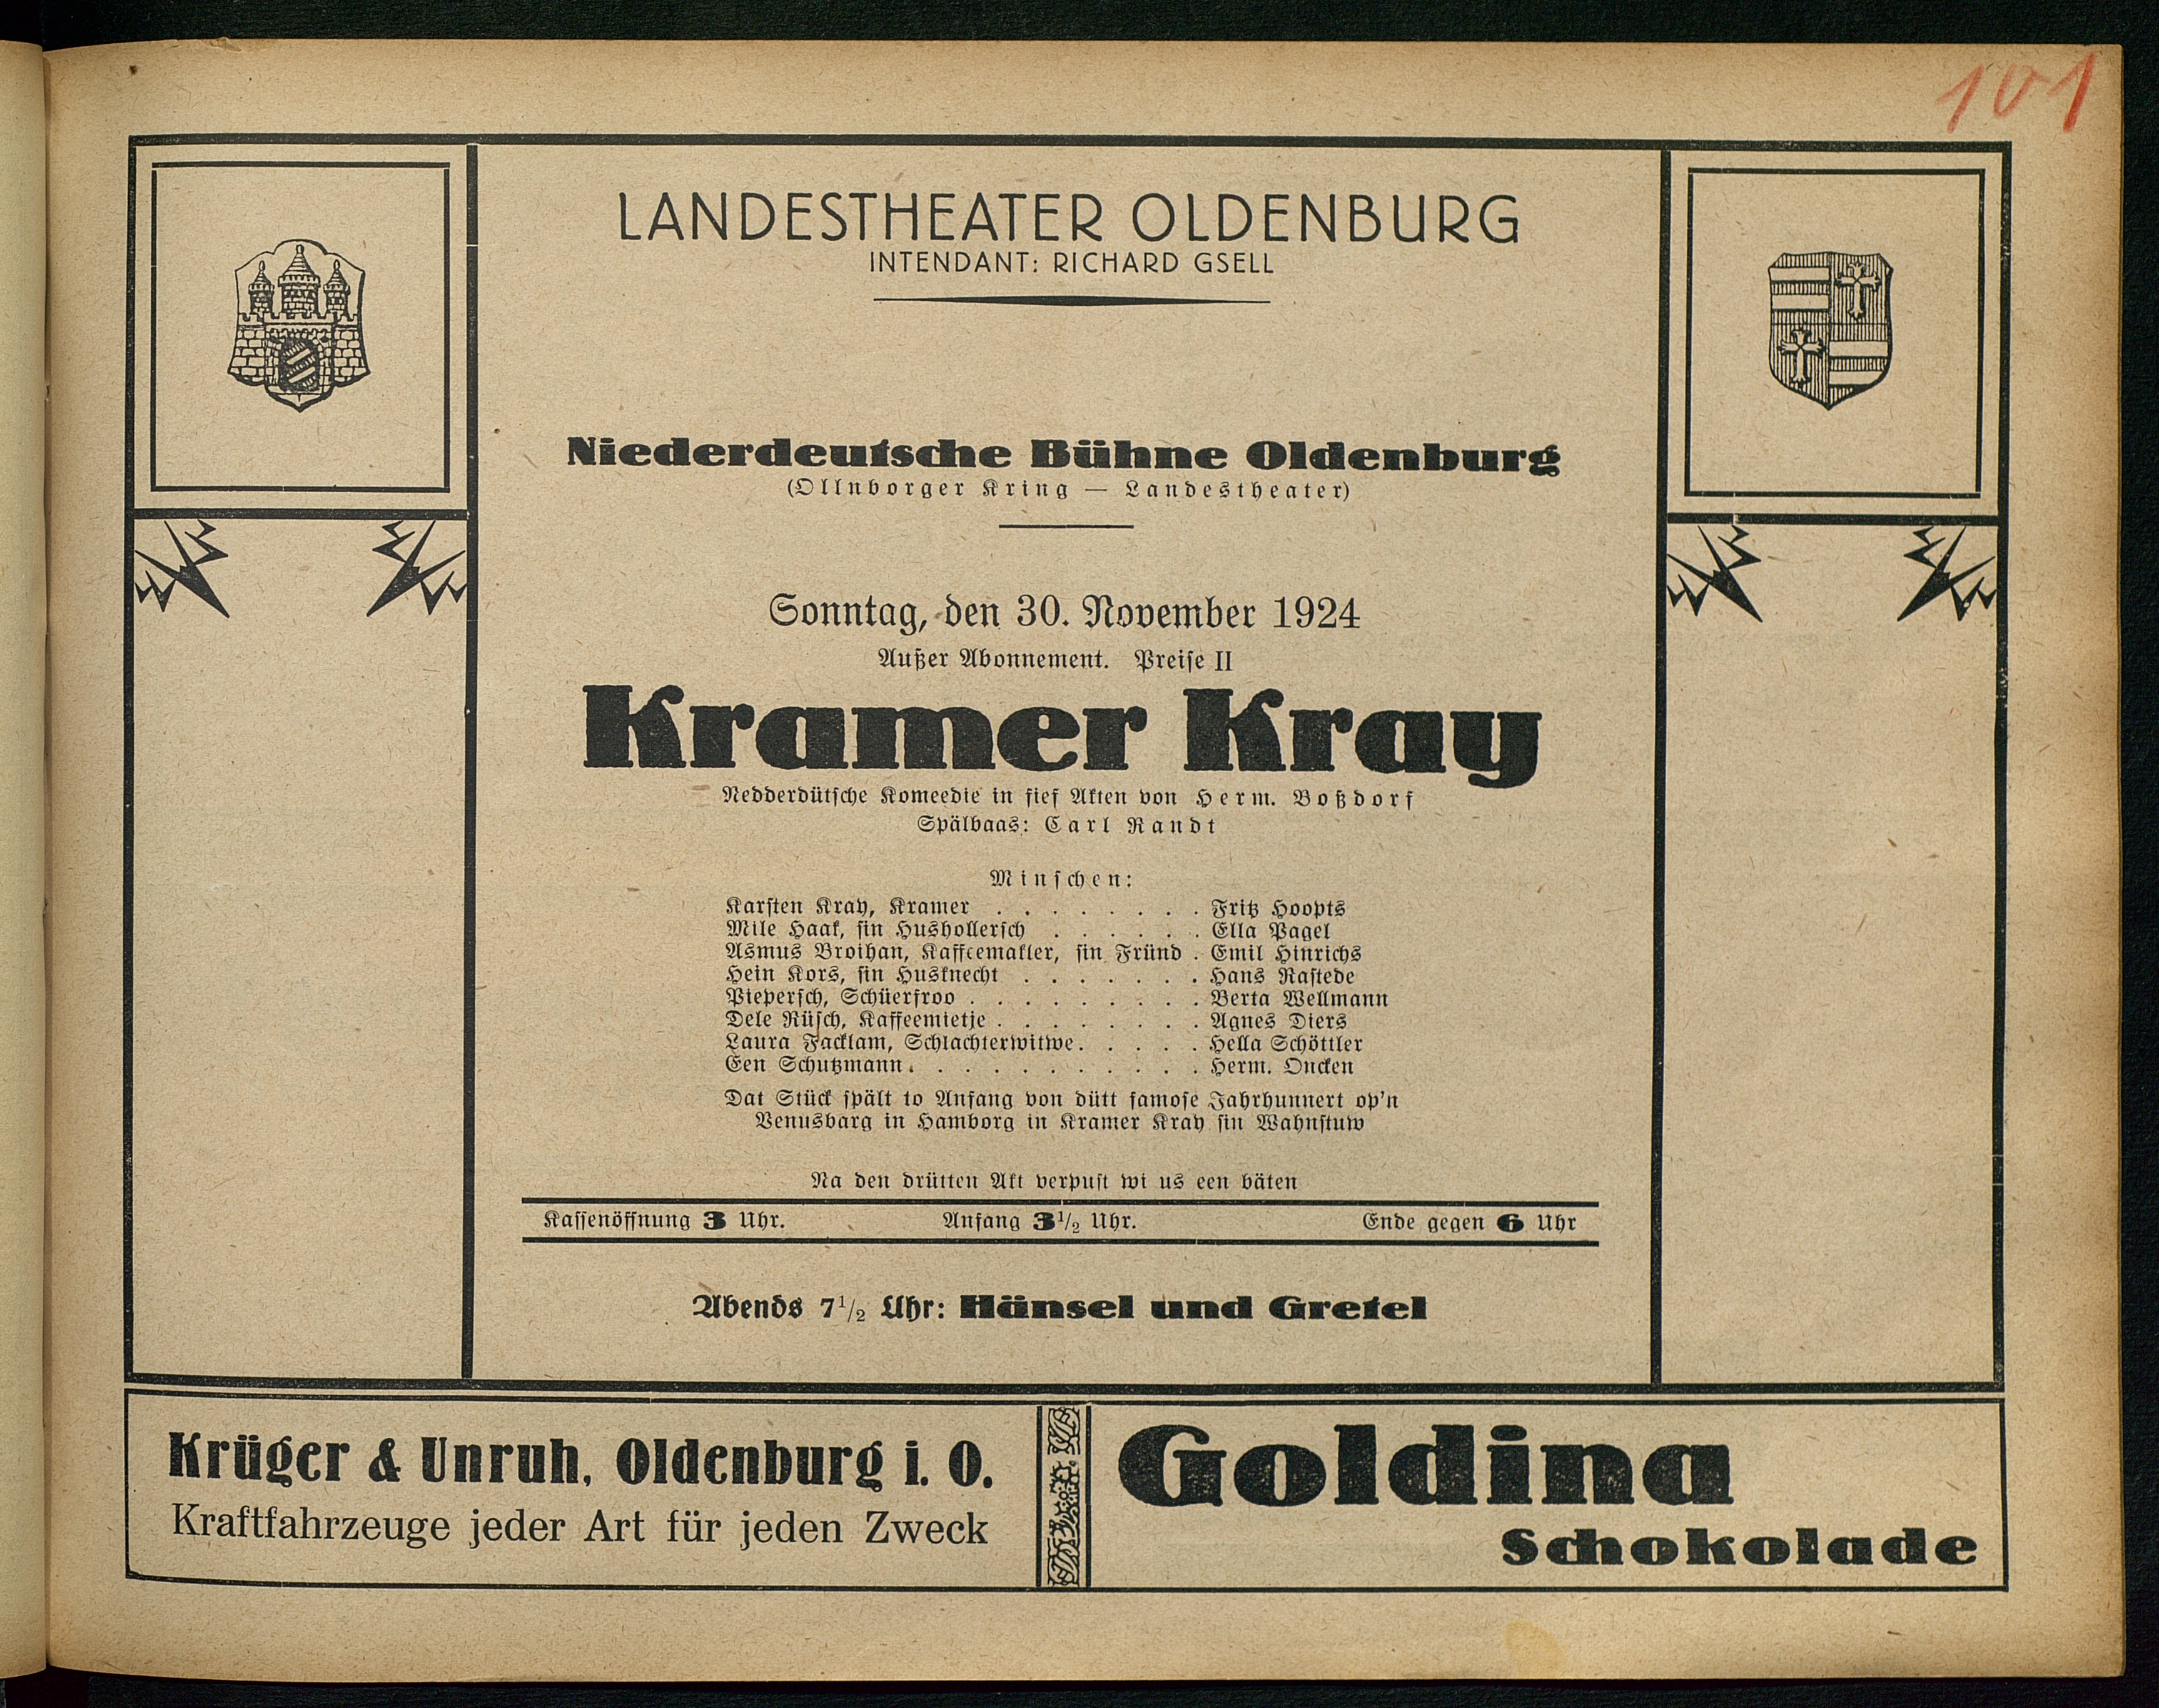 101
LANDESTHEATER OLDENBURG
INTENDANT: RICHARD GSELL
Niederdeutsche Bühne Oldenburg
(Ollnborger Kring — Landestheater)
Sonntag, den 30. November 1924
Außer Abonnement. Preise II
Kramer Kray
Nedderdütsche Komeedie in fief Akten von Herm. Boßdorf
Spälbaas: Carl Randt
Minschen:
Karsten Kray, Kramer . . . . . . . . Fritz Hoopts
Mile Haak, sin Hushollersch . . . . . . Ella Pagel
Asmus Broihan, Kaffeemakler, sin Fründ . Emil Hinrichs
Hein Kors, sin Husknecht . . . . . . . Hans Rastede
Piepersch, Schüerfroo . . . . . . . . . Berta Wellmann
Dele Rüsch, Kaffeemietje . . . . . . . . Agnes Diers
Laura Facklam, Schlachterwitwe. . . . . Hella Schöttler
Een Schutzmann. . . . . . . . . . . Herm. Oncken
Dat Stück spält to Anfang von dütt famose Jahrhunnert op'n
Venusbarg in Hamborg in Kramer Kray sin Wahnstuw
Na den drütten Akt verpust wi us een bäten
Kassenöffnung 3 Uhr. Anfang 3½ Uhr. Ende gegen 6 Uhr
Abends 7½ Uhr: Hänsel und Gretel
Krüger & Unruh, Oldenburg i. O.
Kraftfahrzeuge jeder Art für jeden Zweck
Goldina
Schokolade